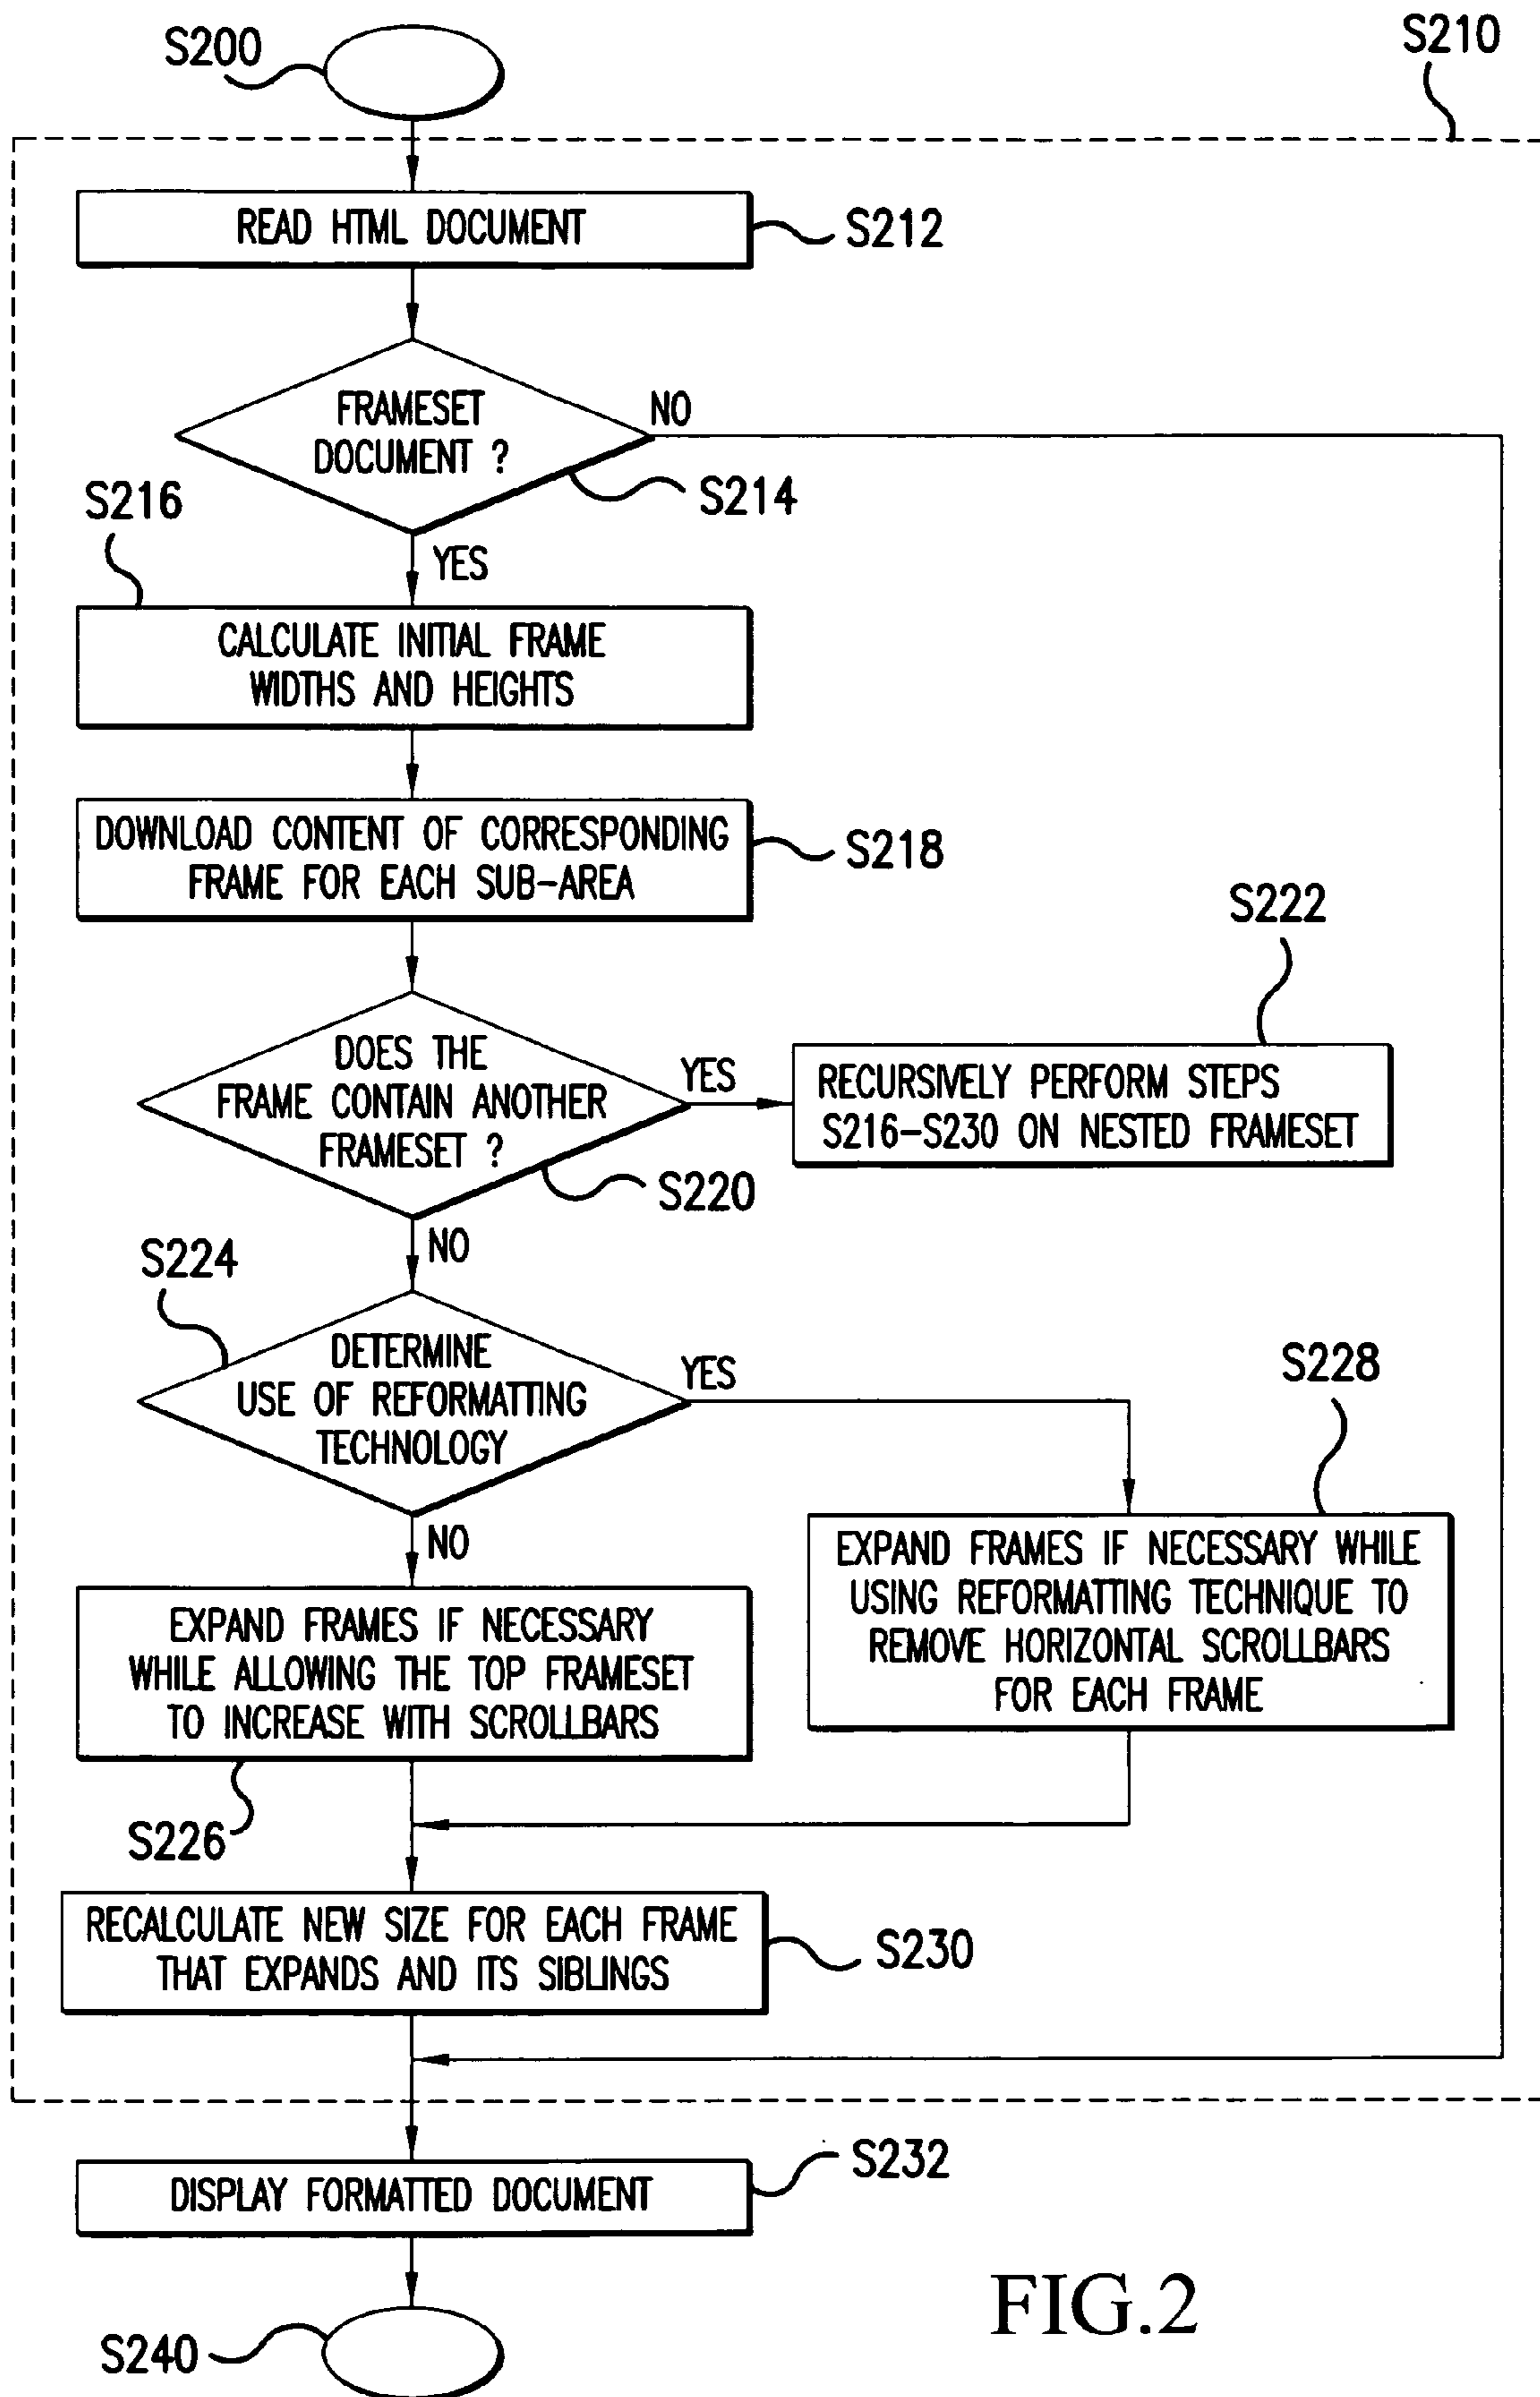 S200
S210
READ HTML DOCUMENT
S212
FRAMESET
DOCUMENT ?
NO
S214
S216
YES
CALCULATE INITIAL FRAME
WIDTHS AND HEIGHTS
DOWNLOAD CONTENT OF CORRESPONDING
FRAME FOR EACH SUB-AREA
S218
S222
DOES THE
FRAME CONTAIN ANOTHER
FRAMESET ?
YES
RECURSIVELY PERFORM STEPS
S216-S230 ON NESTED FRAMESET
S220
NO
S224
DETERMINE
USE OF REFORMATTING
TECHNOLOGY
YES
S228
NO
EXPAND FRAMES IF NECESSARY WHILE
USING REFORMATTING TECHNIQUE TO
REMOVE HORIZONTAL SCROLLBARS
FOR EACH FRAME
EXPAND FRAMES IF NECESSARY
WHILE ALLOWING THE TOP FRAMESET
TO INCREASE WITH SCROLLBARS
S226
RECALCULATE NEW SIZE FOR EACH FRAME
THAT EXPANDS AND ITS SIBLINGS
S230
S232
DISPLAY FORMATTED DOCUMENT
S240
FIG.2